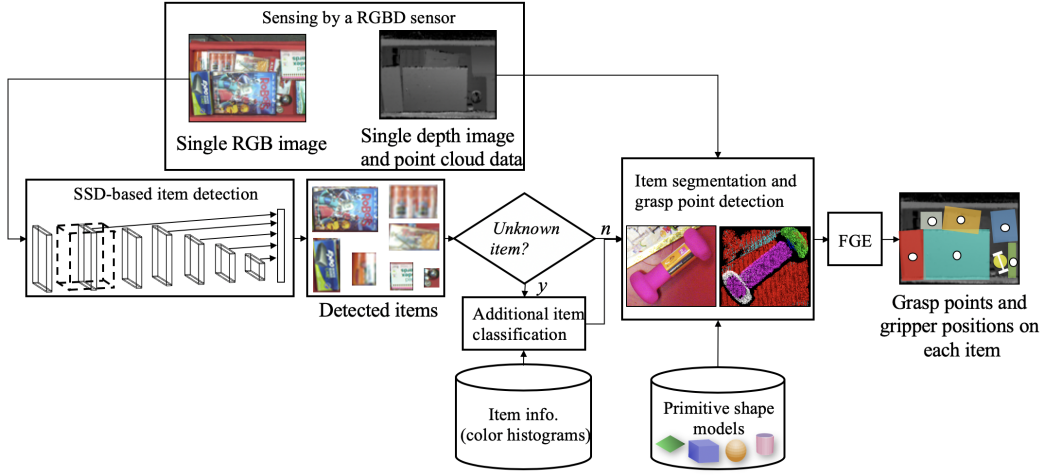 Sensing by a RGBD sensor
Single RGB image
Single depth image
and point cloud data
SSD-based item detection
Detected items
Unknown
item?
n
y
Additional item
classification
Item info.
(color histograms)
Item segmentation and
grasp point detection
Primitive shape
models
FGE
Grasp points and
gripper positions on
each item